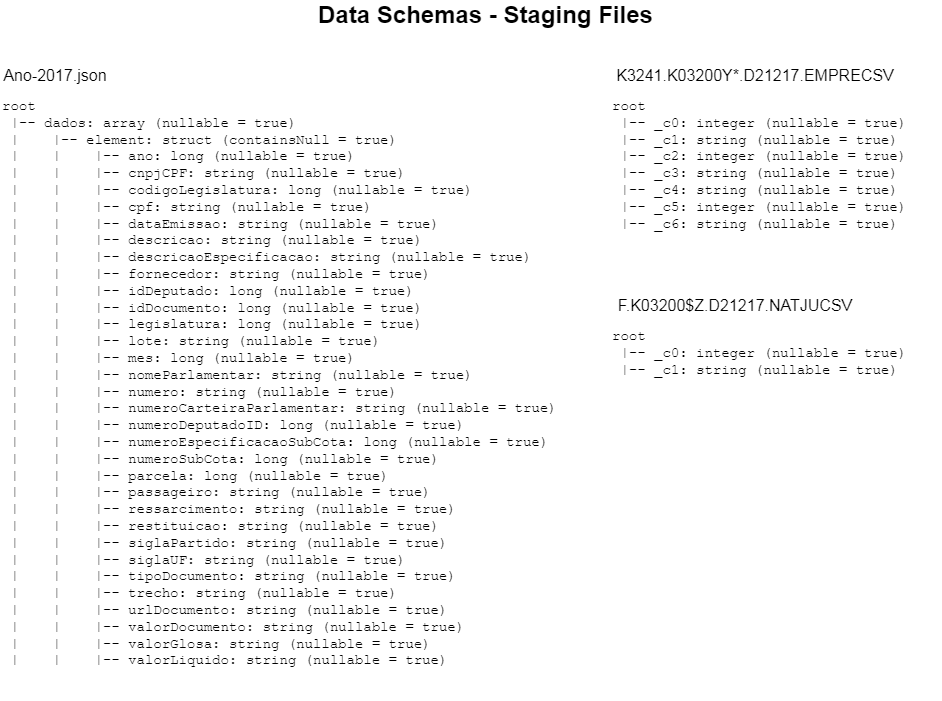 Data Schemas - Staging Files
Ano-2017.json
root
|-- dados: array (nullable = true)
| |-- element: struct (containsNull = true)
| | |-- ano: long (nullable = true)
| | |-- cnpjCPF: string (nullable = true)
| | |-- codigoLegislatura: long (nullable = true)
| | |-- cpf: string (nullable = true)
| | |-- dataEmissao: string (nullable = true)
| | |-- descricao: string (nullable = true)
| | |-- descricaoEspecificacao: string (nullable = true)
| | |-- fornecedor: string (nullable = true)
| | |-- idDeputado: long (nullable = true)
| | |-- idDocumento: long (nullable = true)
| | |-- legislatura: long (nullable = true)
| | |-- lote: string (nullable = true)
| | |-- mes: long (nullable = true)
| | |-- nomeParlamentar: string (nullable = true)
| | |-- numero: string (nullable = true)
| | |-- numeroCarteiraParlamentar: string (nullable = true)
| | |-- numeroDeputadoID: long (nullable = true)
| | |-- numeroEspecificacaoSubCota: long (nullable = true)
| | |-- numeroSubCota: long (nullable = true)
| | |-- parcela: long (nullable = true)
| | |-- passageiro: string (nullable = true)
| | |-- ressarcimento: string (nullable = true)
| | |-- restituicao: string (nullable = true)
| | |-- siglaPartido: string (nullable = true)
| | |-- siglaUF: string (nullable = true)
| | |-- tipoDocumento: string (nullable = true)
| | |-- trecho: string (nullable = true)
| | |-- urlDocumento: string (nullable = true)
| | |-- valorDocumento: string (nullable = true)
| | |-- valorGlosa: string (nullable = true)
| | |-- valorLiquido: string (nullable = true)
K3241.K03200Y*.D21217.EMPRECSV
root
|-- _c0: integer (nullable = true)
|-- _c1: string (nullable = true)
|-- _c2: integer (nullable = true)
|-- _c3: string (nullable = true)
|-- _c4: string (nullable = true)
|-- _c5: integer (nullable = true)
|-- _c6: string (nullable = true)
F.K03200$Z.D21217.NATJUCSV
root
|-- _c0: integer (nullable = true)
|-- _c1: string (nullable = true)